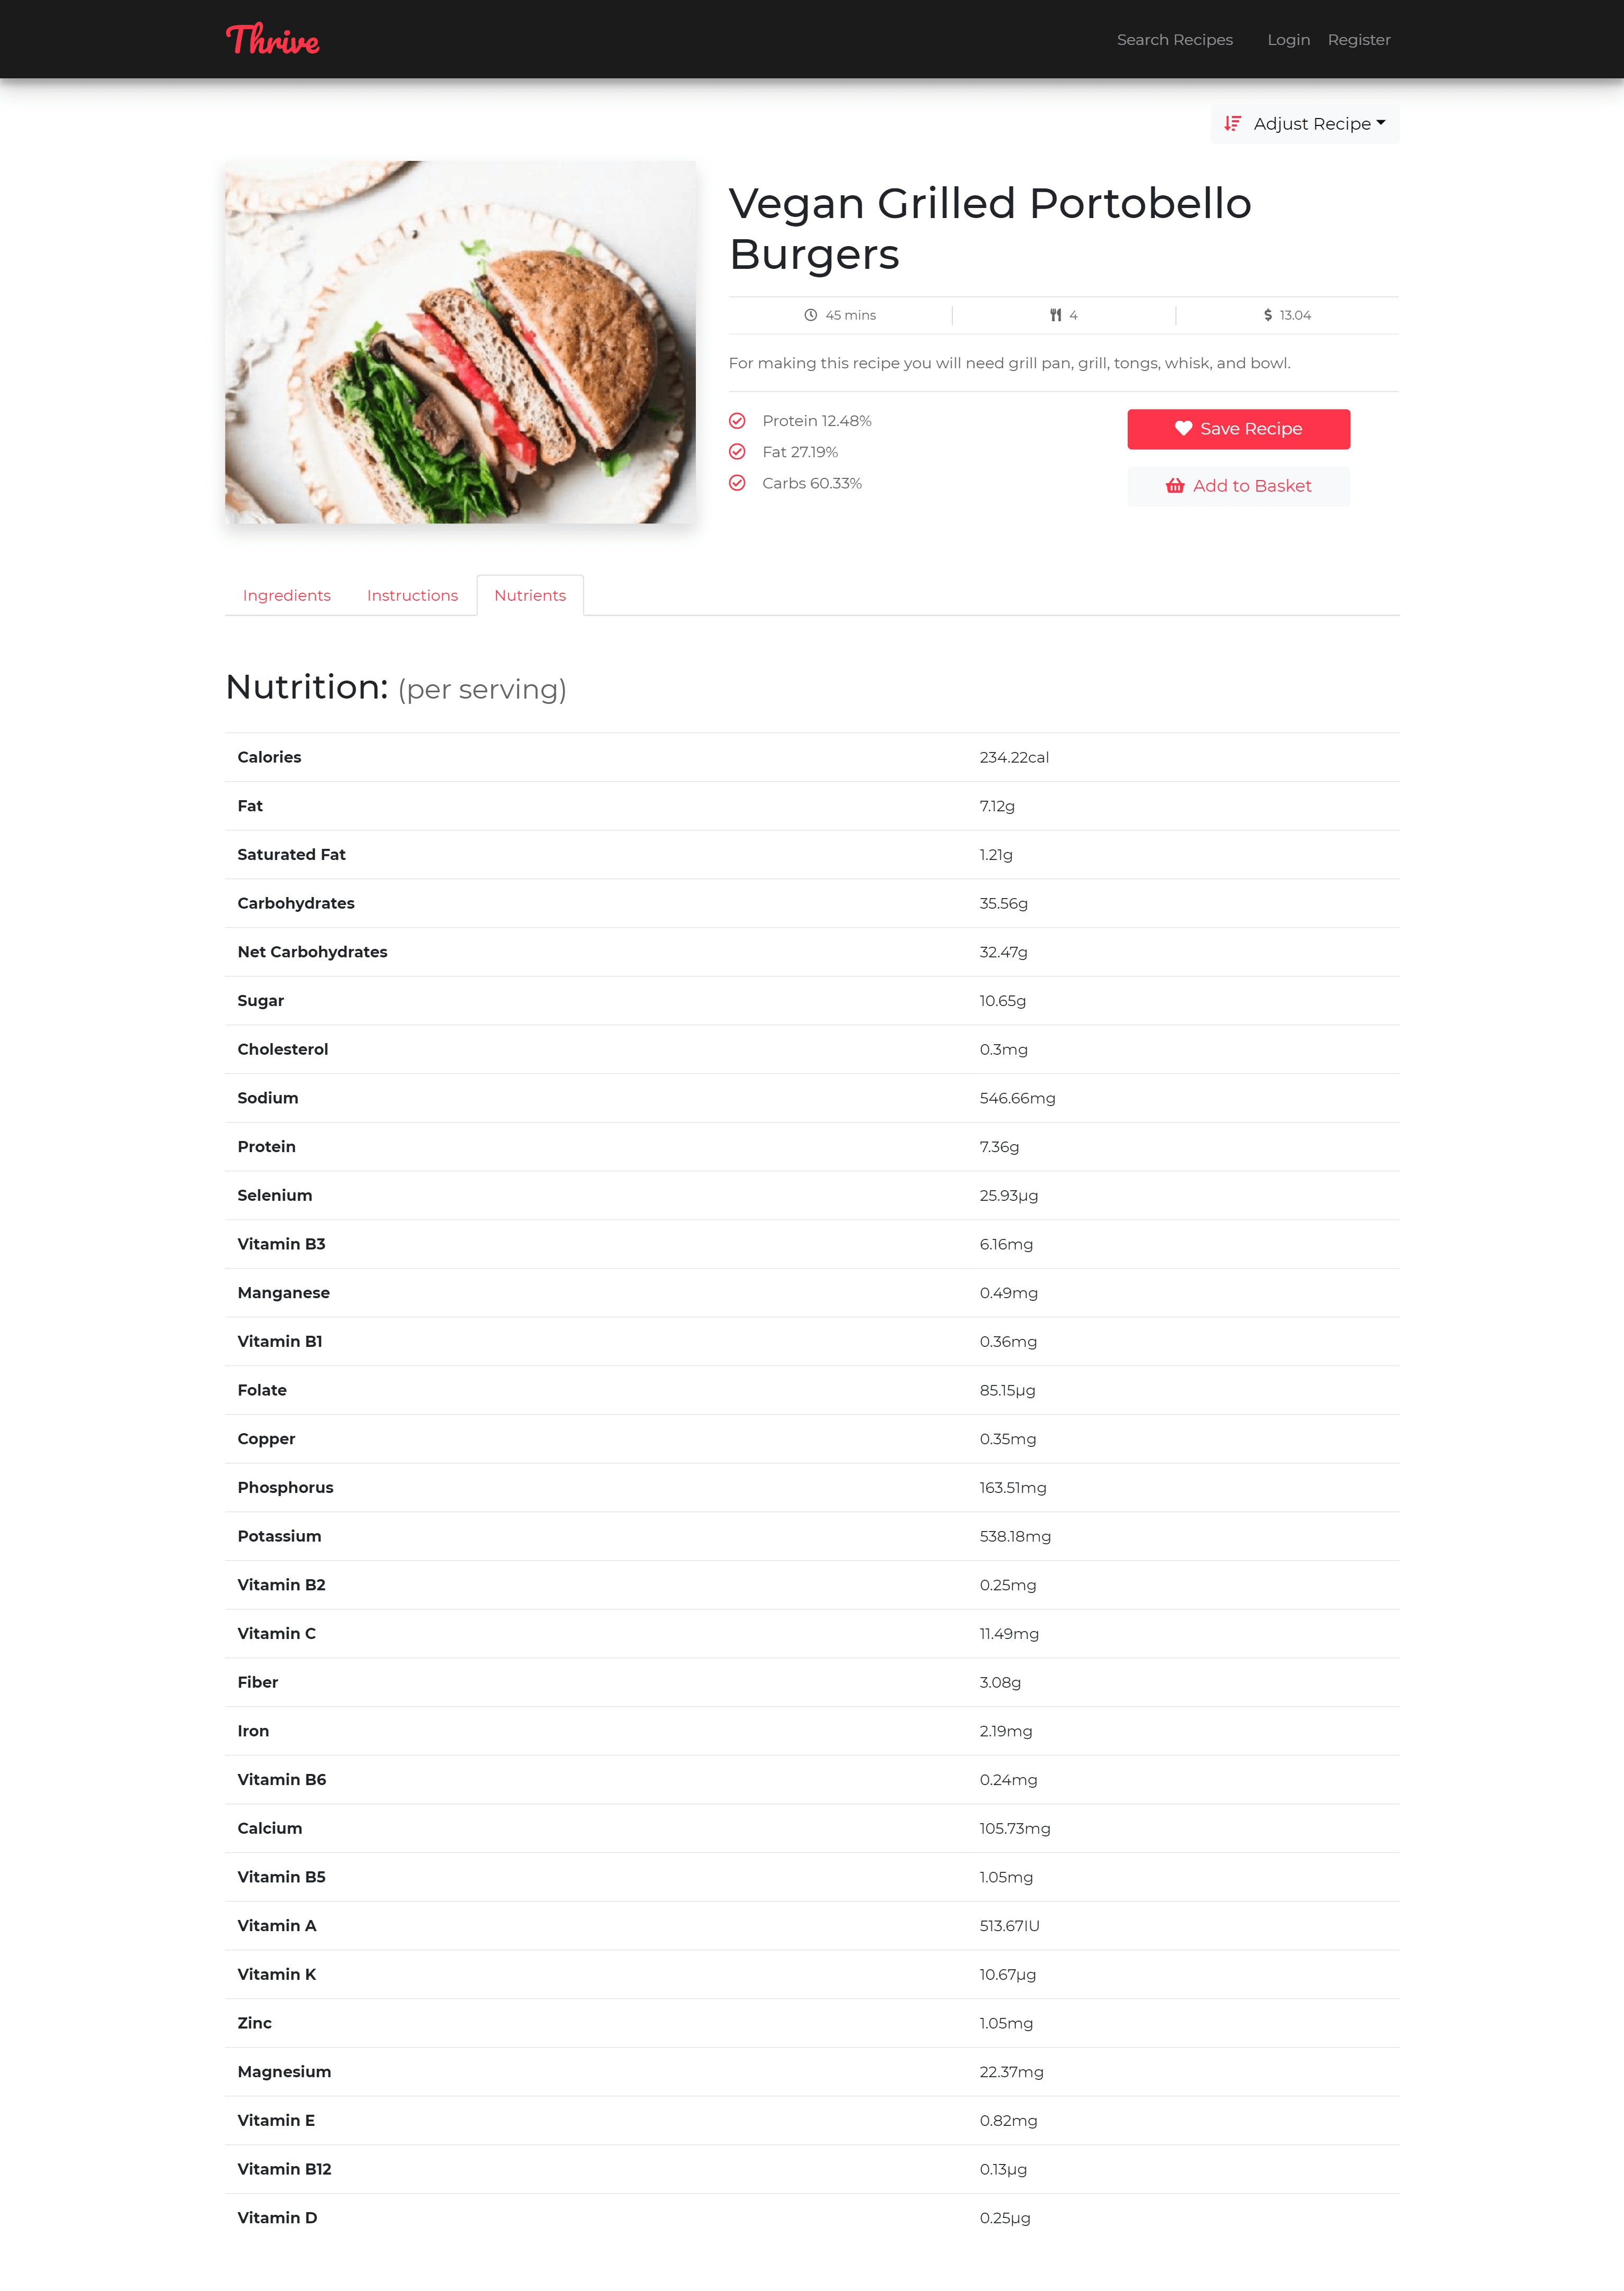 Thrive
Search Recipes
Login
Register
Adjust Recipe
Vegan Grilled Portobello
Burgers
45 mins
4
13.04
For making this recipe you will need grill pan, grill, tongs, whisk, and bowl.
Protein 12.48%
Fat 27.19%
Carbs 60.33%
Save Recipe
Add to Basket
Ingredients
Instructions
Nutrients
Nutrition: (per serving)
Calories 234.22cal
Fat 7.12g
Saturated Fat 1.21g
Carbohydrates 35.56g
Net Carbohydrates 32.47g
Sugar 10.65g
Cholesterol 0.3mg
Sodium 546.66mg
Protein 7.36g
Selenium 25.93µg
Vitamin B3 6.16mg
Manganese 0.49mg
Vitamin B1 0.36mg
Folate 85.15µg
Copper 0.35mg
Phosphorus 163.51mg
Potassium 538.18mg
Vitamin B2 0.25mg
Vitamin C 11.49mg
Fiber 3.08g
Iron 2.19mg
Vitamin B6 0.24mg
Calcium 105.73mg
Vitamin B5 1.05mg
Vitamin A 513.67IU
Vitamin K 10.67µg
Zinc 1.05mg
Magnesium 22.37mg
Vitamin E 0.82mg
Vitamin B12 0.13µg
Vitamin D 0.25µg